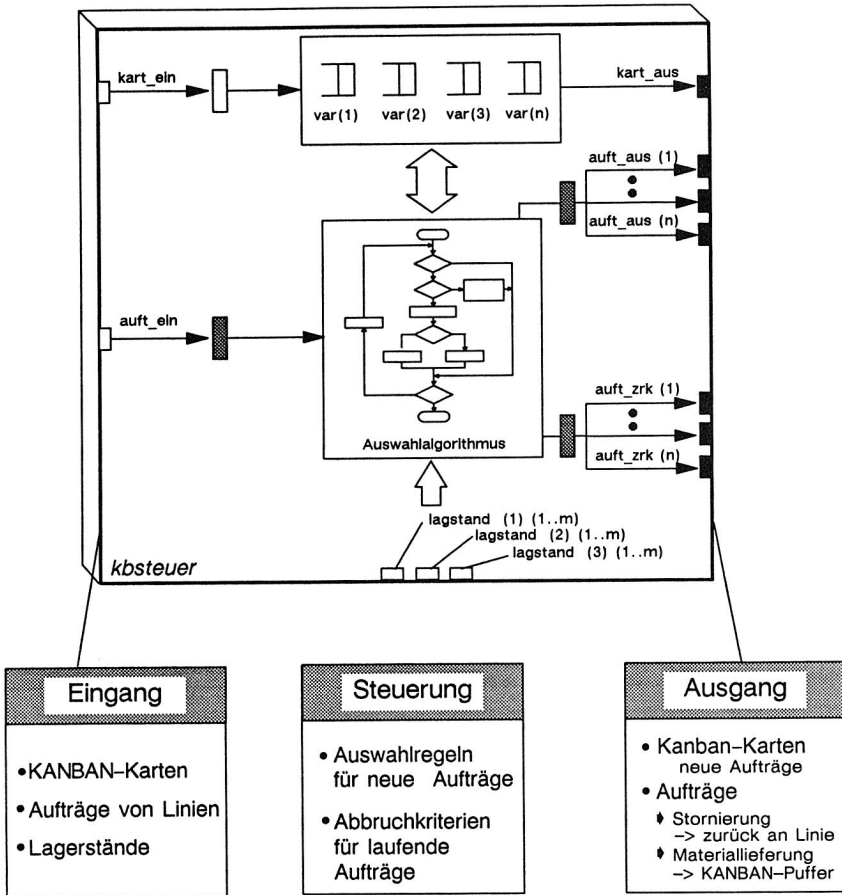 kart_ein
kart_aus
var(1) var(2) var(3) var(n)
auft_aus (1)
auft_aus (n)
auft_ein
auft_zrk (1)
Auswahlalgorithmus
auft_zrk (n)
lagstand (1) (1..m)
lagstand (2) (1..m)
lagstand (3) (1..m)
kbsteuer
Eingang
•KANBAN-Karten
• Aufträge von Linien
• Lagerstände
Steuerung
• Auswahlregeln
für neue Aufträge
• Abbruchkriterien
für laufende
Aufträge
Ausgang
• Kanban-Karten
neue Aufträge
• Aufträge
Stornierung
-> zurück an Linie
Materiallieferung
-> KANBAN-Puffer